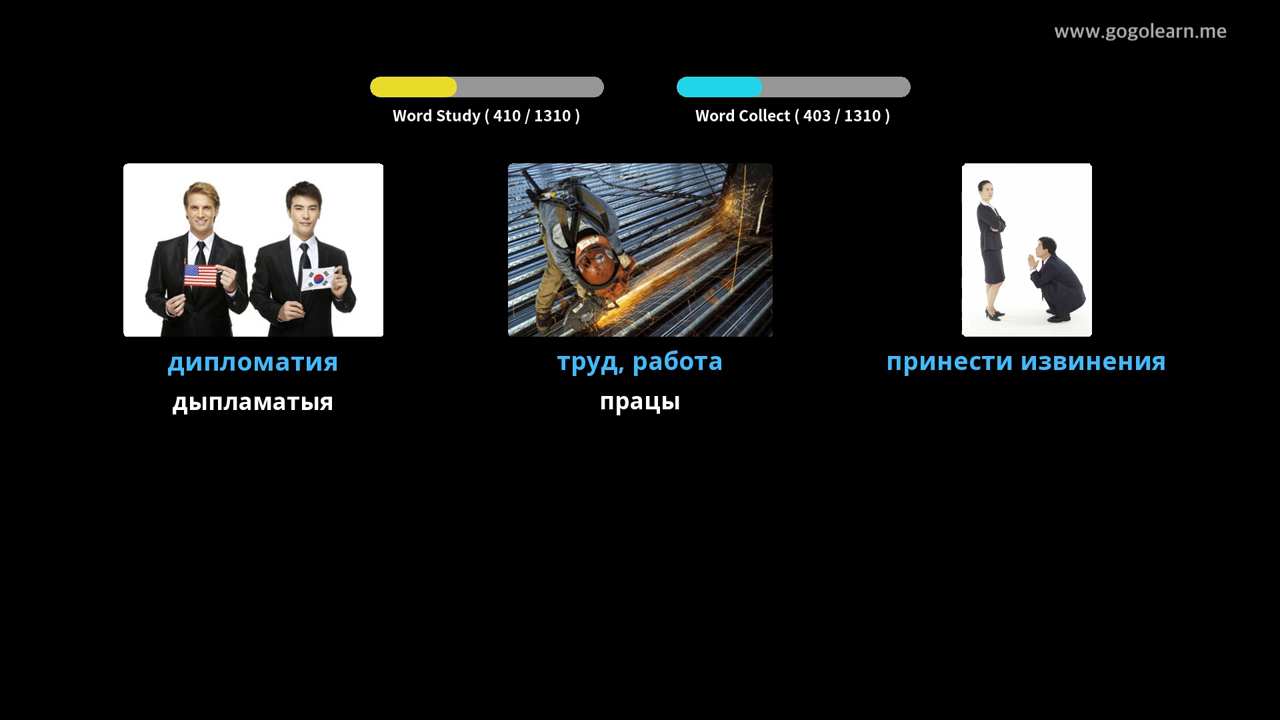 www.gogolearn.me
Word Study ( 410 / 1310 )
Word Collect ( 403 / 1310 )
дипломатия
труд, работа
принести извинения
дыпламатыя
працы